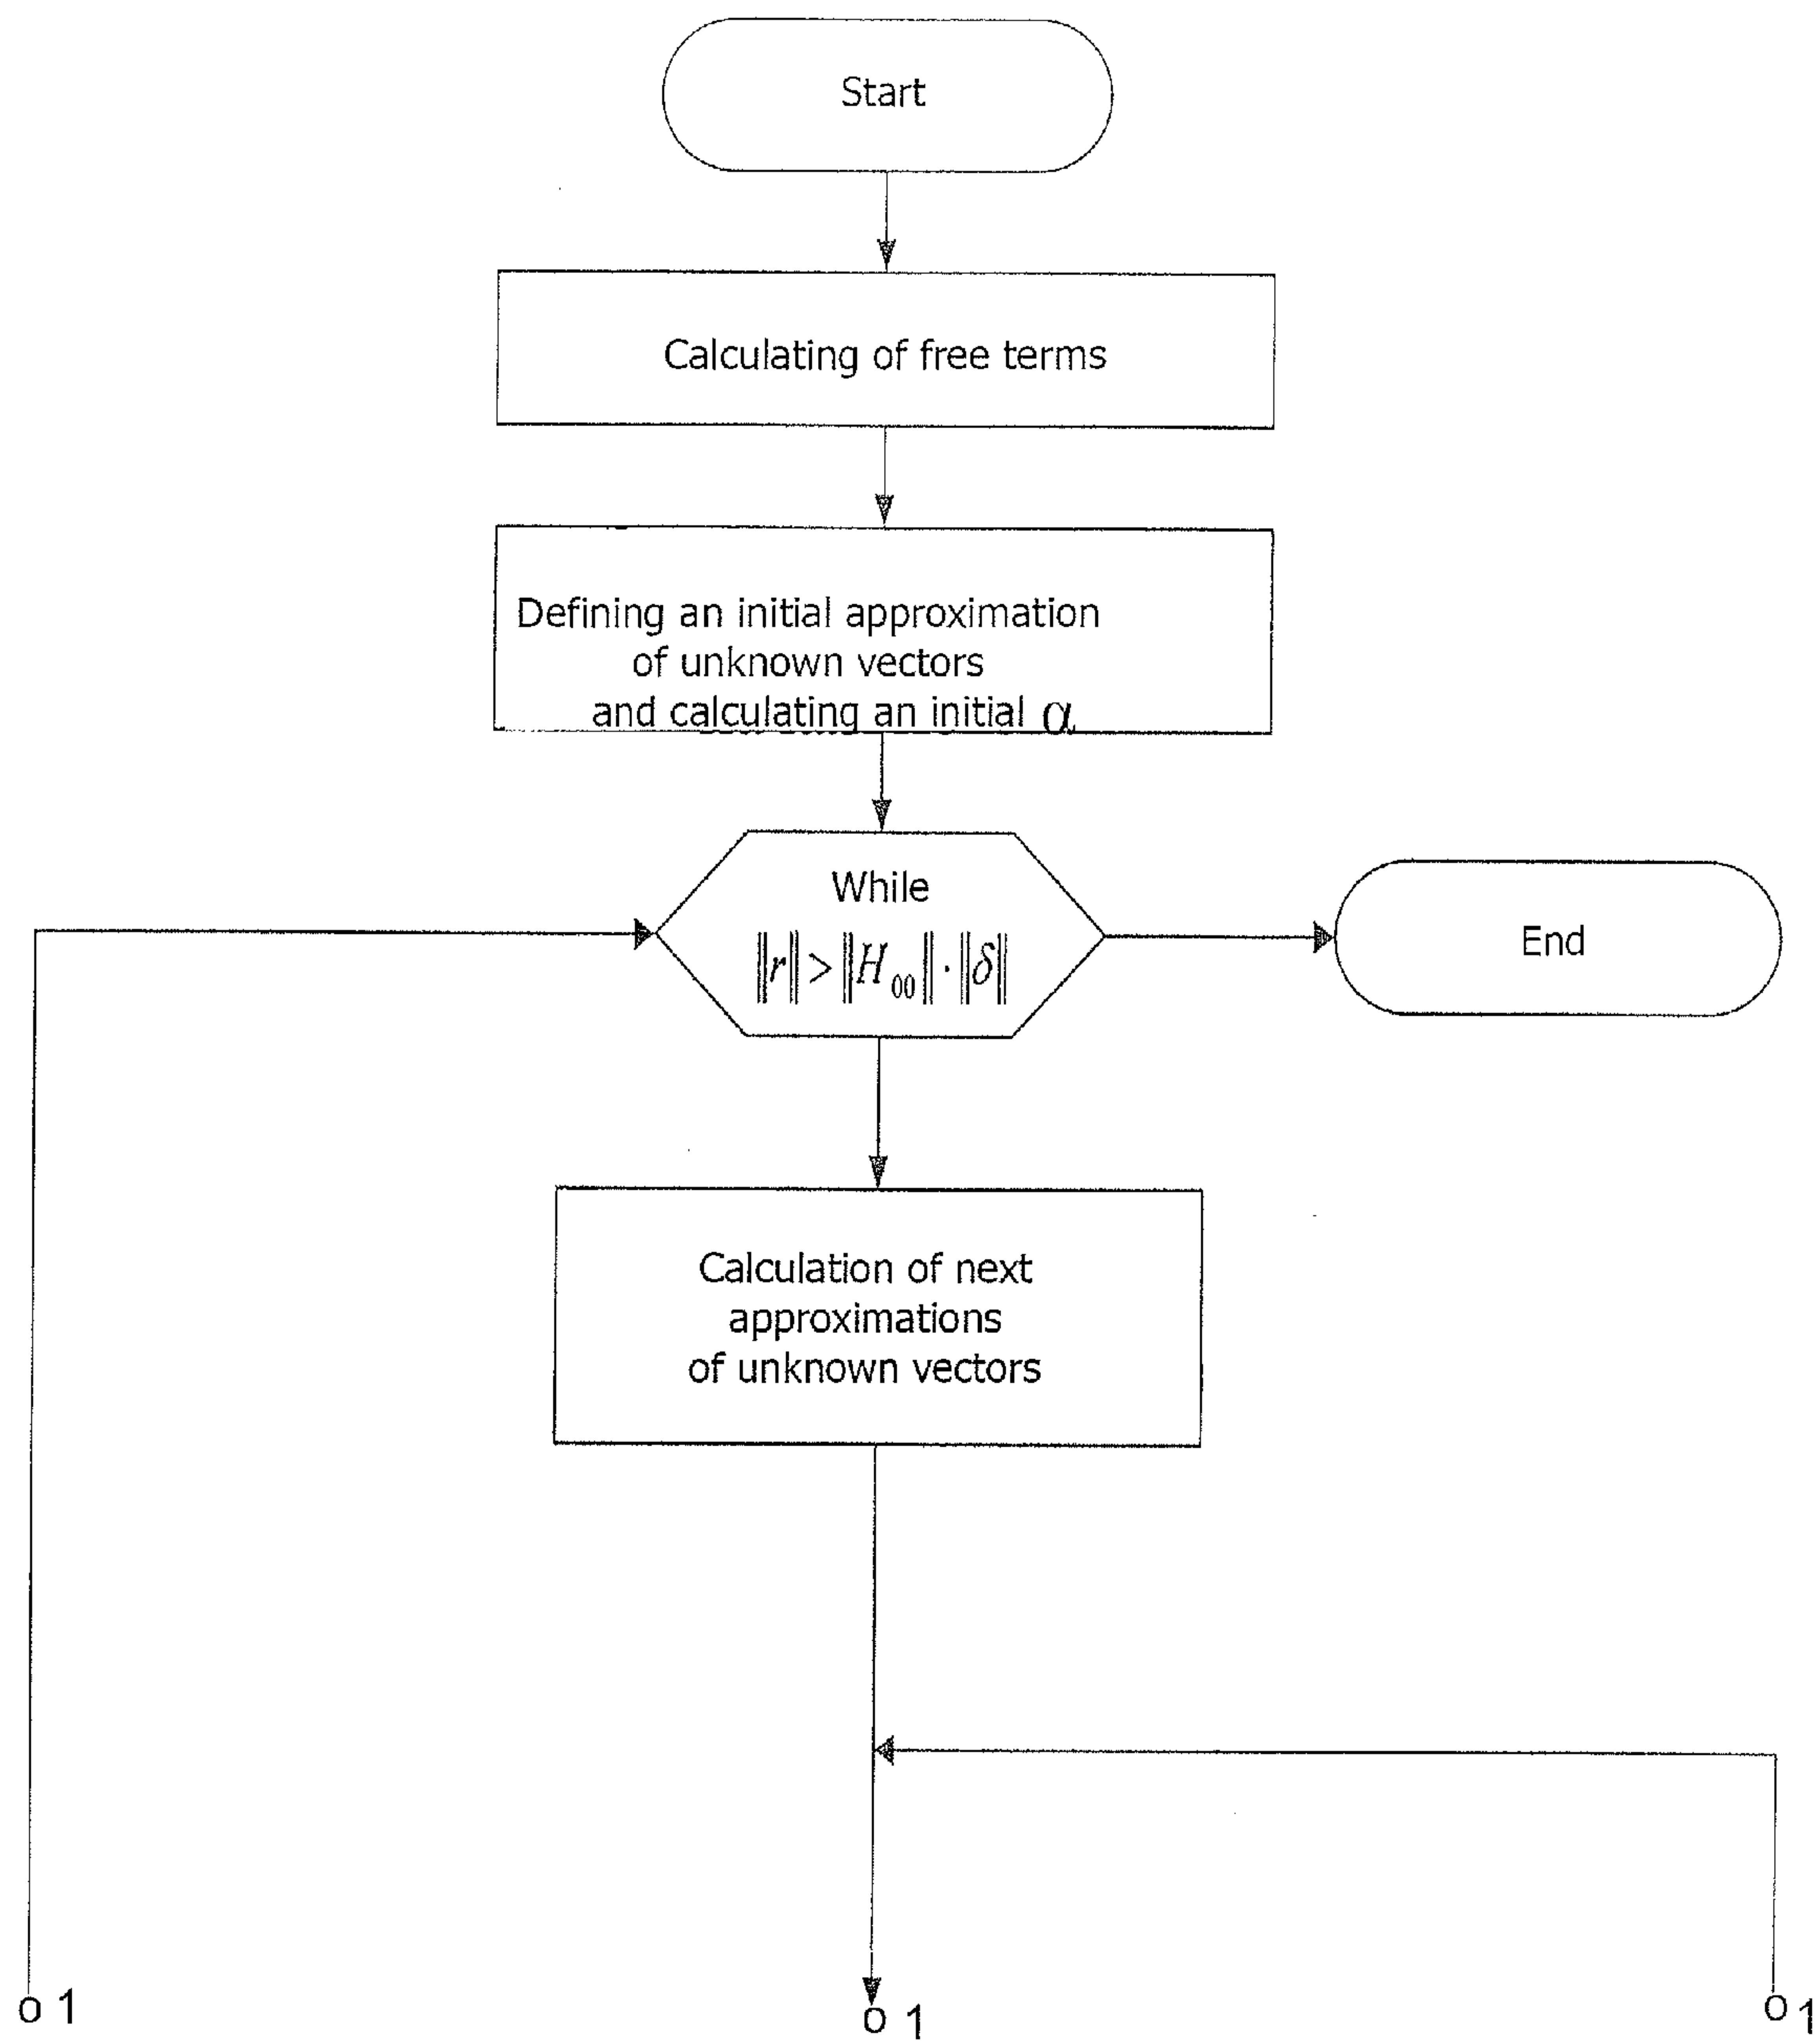 Start
Calculating of free terms
Defining an initial approximation
of unknown vectors
and calculating an initial α
While
‖r‖ > ‖H₀₀‖ · ‖δ‖
End
Calculation of next
approximations
of unknown vectors
o 1
o 1
o 1